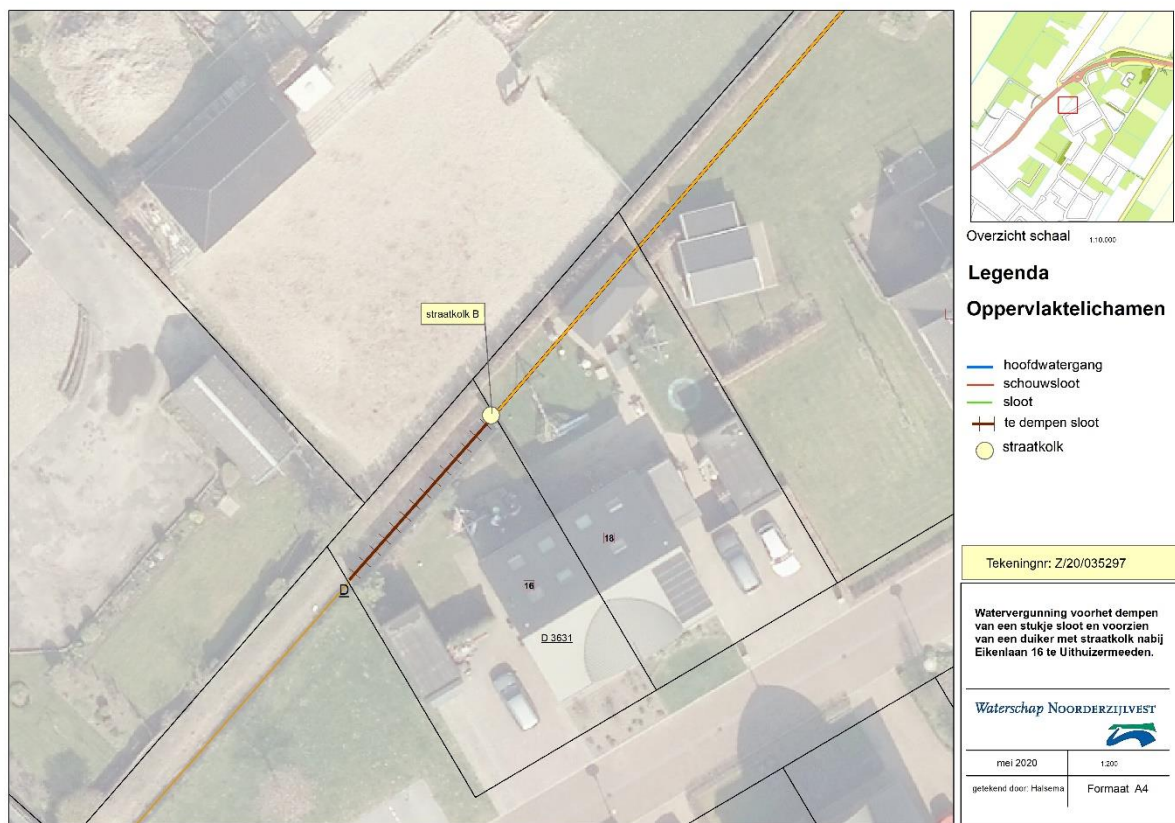 straatkolk B
D
16
18
D 3631
Overzicht schaal 1:10.000
Legenda
Oppervlaktelichamen
hoofdwatergang
schouwsloot
sloot
te dempen sloot
straatkolk
Tekeningnr: Z/20/035297
Watervergunning voorhet dempen
van een stukje sloot en voorzien
van een duiker met straatkolk nabij
Eikenlaan 16 te Uithuizermeeden.
Waterschap NOORDERZIJLVEST
mei 2020 1:200
getekend door: Halsema Formaat A4